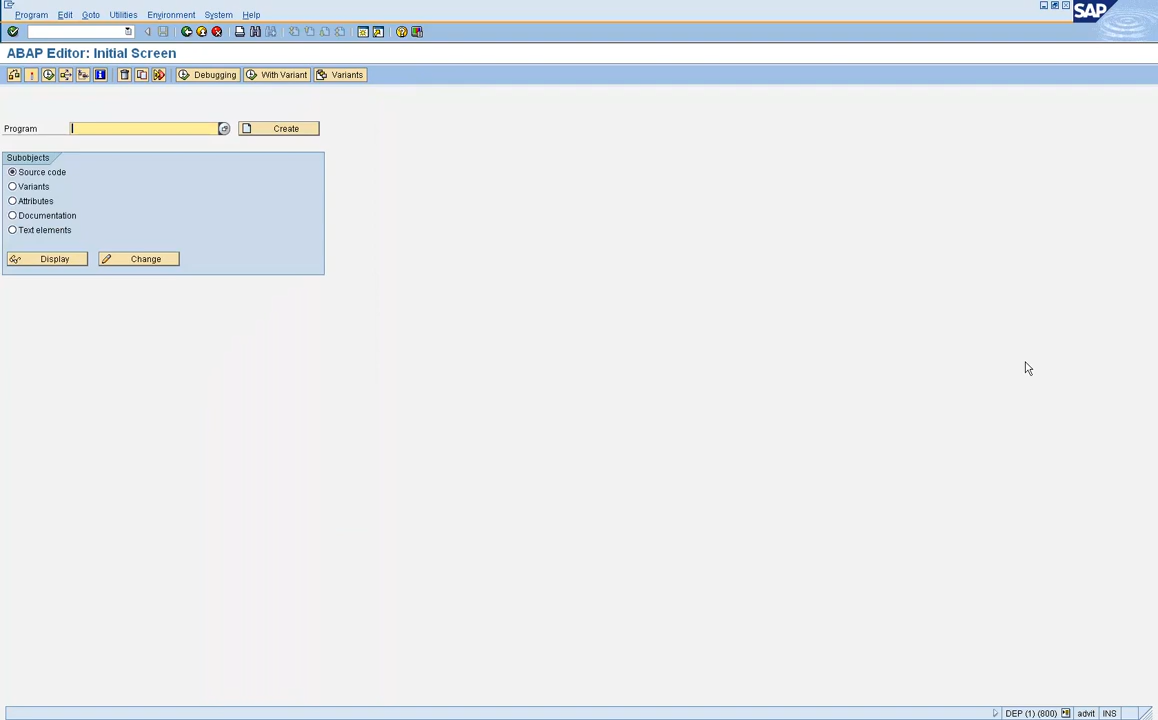 Program Edit Goto Utilities Environment System Help
SAP
ABAP Editor: Initial Screen
Debugging With Variant Variants
Program Create
Subobjects
Source code
Variants
Attributes
Documentation
Text elements
Display Change
DEP (1) (800) advit INS